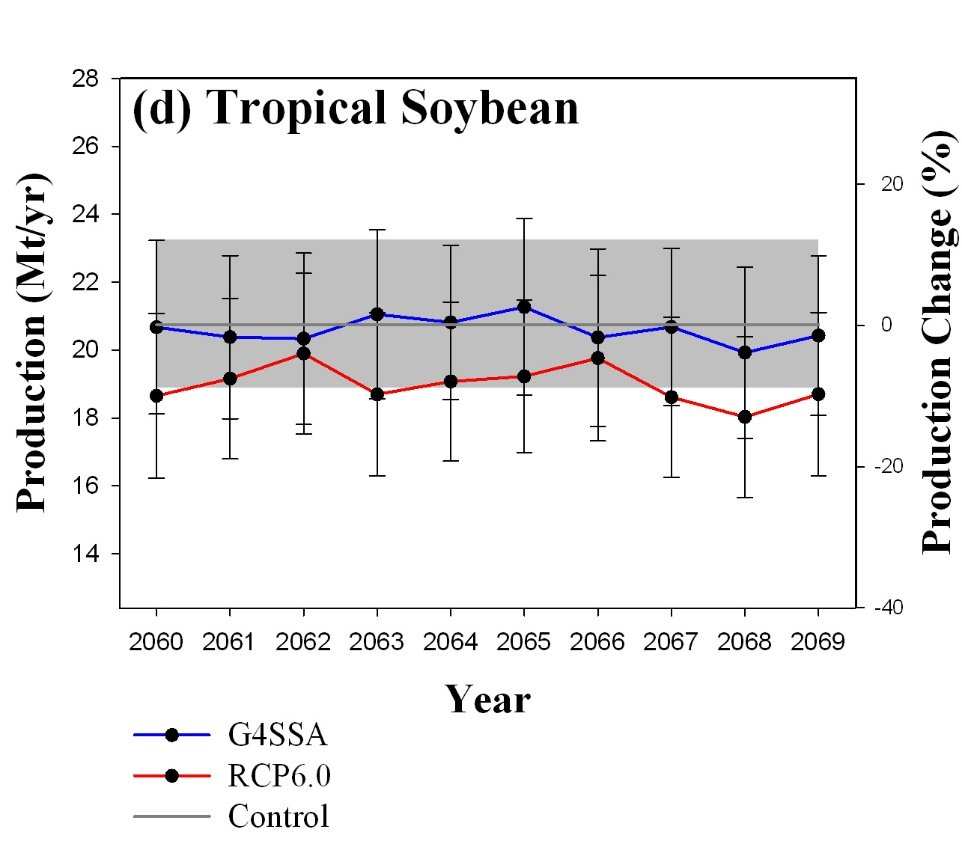 (d) Tropical Soybean
Production (Mt/yr)
28
26
24
22
20
18
16
14
20
0
-20
-40
Production Change (%)
2060 2061 2062 2063 2064 2065 2066 2067 2068 2069
Year
G4SSA
RCP6.0
Control